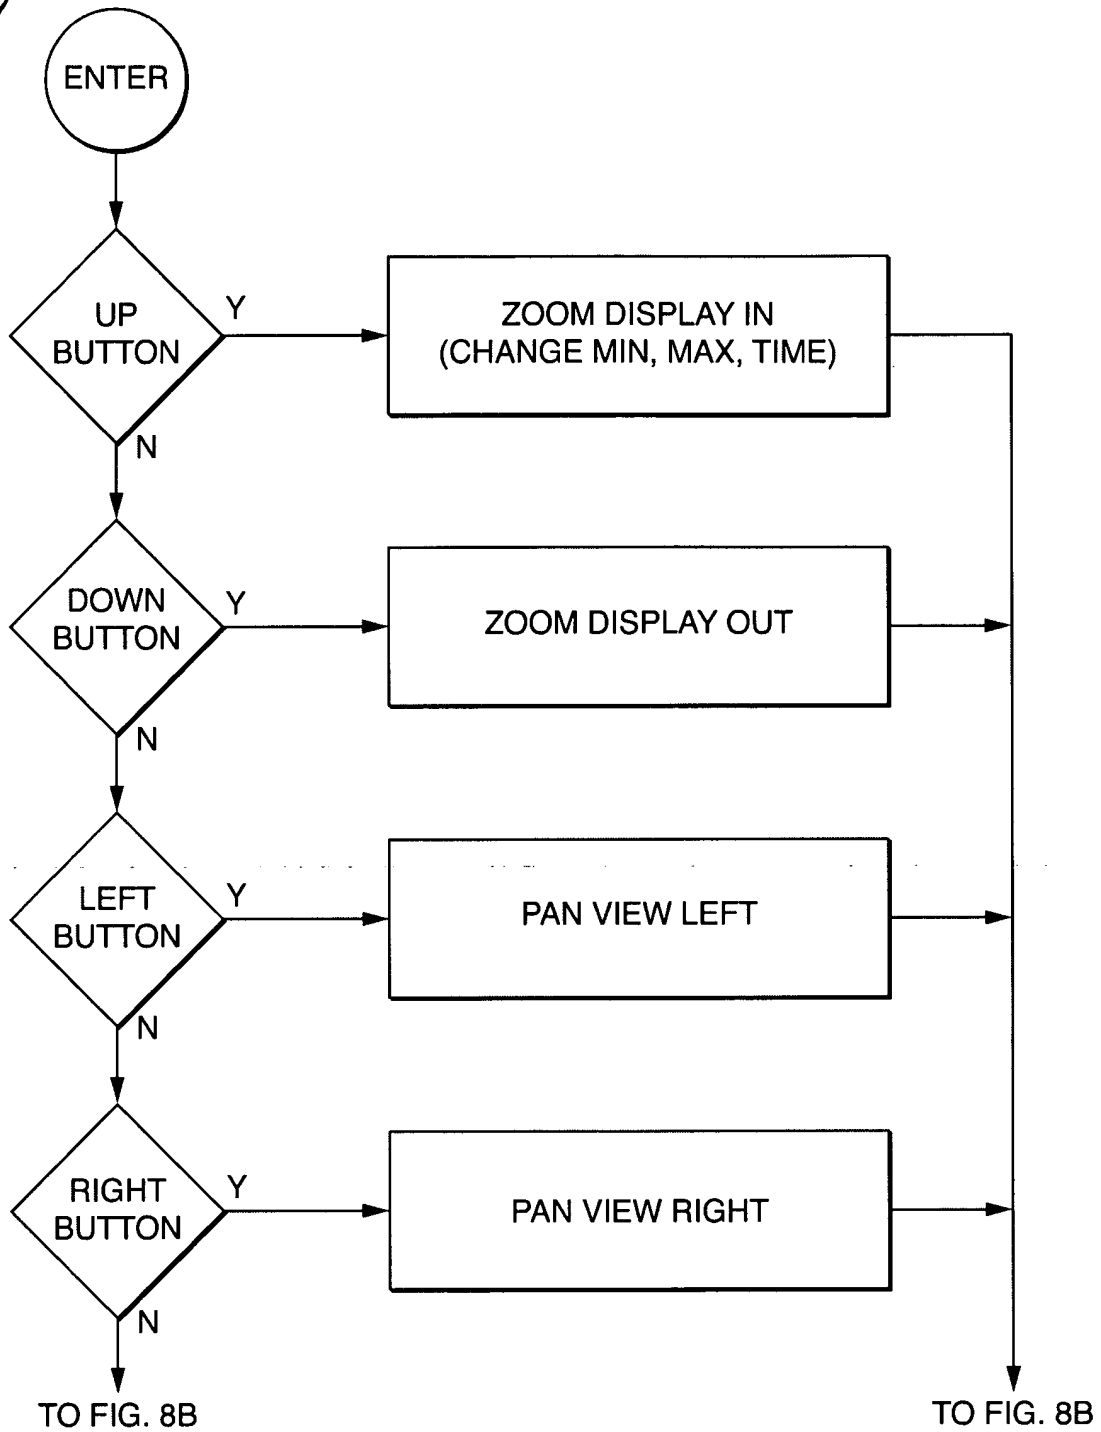 ENTER
UP
BUTTON
Y
ZOOM DISPLAY IN
(CHANGE MIN, MAX, TIME)
N
DOWN
BUTTON
Y
ZOOM DISPLAY OUT
N
LEFT
BUTTON
Y
PAN VIEW LEFT
N
RIGHT
BUTTON
Y
PAN VIEW RIGHT
N
TO FIG. 8B
TO FIG. 8B